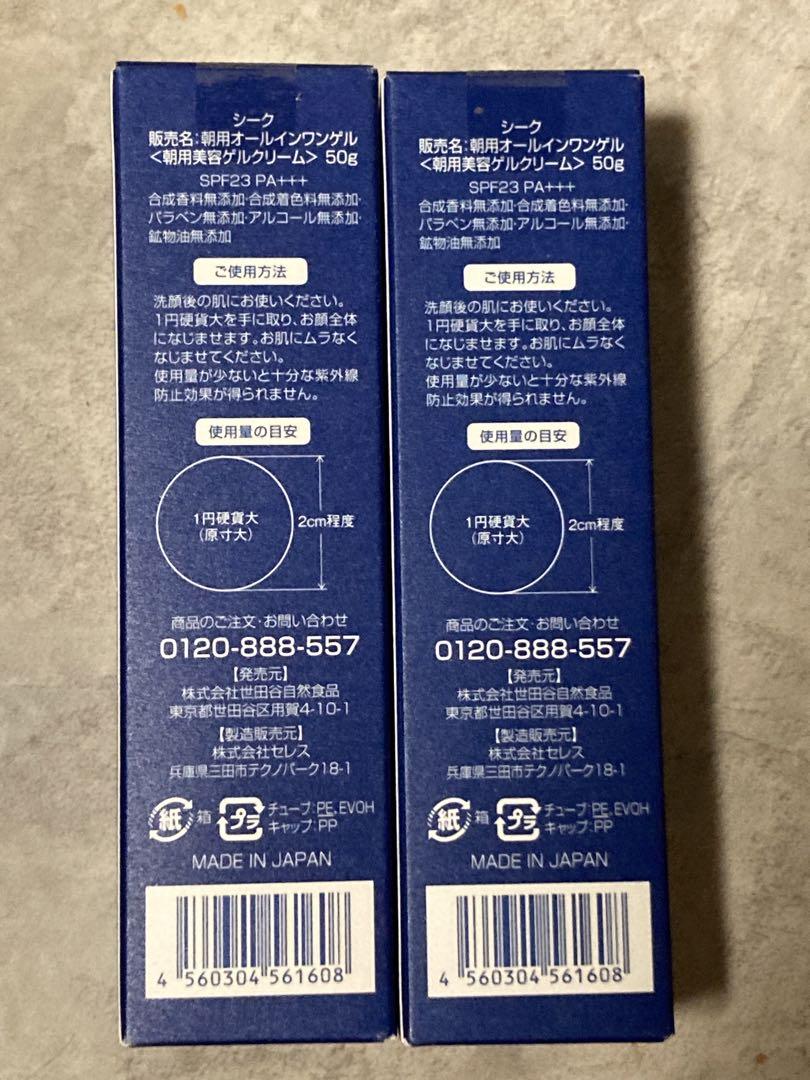 シーク
販売名:朝用オールインワンゲル
<朝用美容ゲルクリーム> 50g
SPF23 PA+++
合成香料無添加・合成着色料無添加・
パラベン無添加・アルコール無添加・
鉱物油無添加
ご使用方法
洗顔後の肌にお使いください。
1円硬貨大を手に取り、お顔全体
になじませます。お肌にムラなく
なじませてください。
使用量が少ないと十分な紫外線
防止効果が得られません。
使用量の目安
1円硬貨大
(原寸大)
2cm程度
商品のご注文・お問い合わせ
0120-888-557
【発売元】
株式会社世田谷自然食品
東京都世田谷区用賀4-10-1
【製造販売元】
株式会社セレス
兵庫県三田市テクノパーク18-1
紙
箱
プラ
チューブ:PE、EVOH
キャップ:PP
MADE IN JAPAN
4 560304 561608
シーク
販売名:朝用オールインワンゲル
<朝用美容ゲルクリーム> 50g
SPF23 PA+++
合成香料無添加・合成着色料無添加・
パラベン無添加・アルコール無添加・
鉱物油無添加
ご使用方法
洗顔後の肌にお使いください。
1円硬貨大を手に取り、お顔全体
になじませます。お肌にムラなく
なじませてください。
使用量が少ないと十分な紫外線
防止効果が得られません。
使用量の目安
1円硬貨大
(原寸大)
2cm程度
商品のご注文・お問い合わせ
0120-888-557
【発売元】
株式会社世田谷自然食品
東京都世田谷区用賀4-10-1
【製造販売元】
株式会社セレス
兵庫県三田市テクノパーク18-1
紙
箱
プラ
チューブ:PE、EVOH
キャップ:PP
MADE IN JAPAN
4 560304 561608